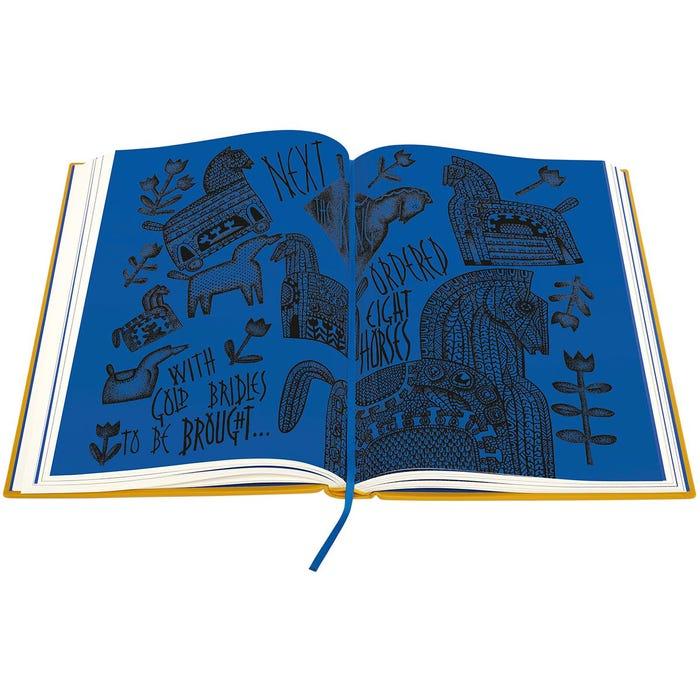 NEXT
ORDERED
EIGHT
HORSES
WITH
GOLD BRIDLES
TO BE BROUGHT...